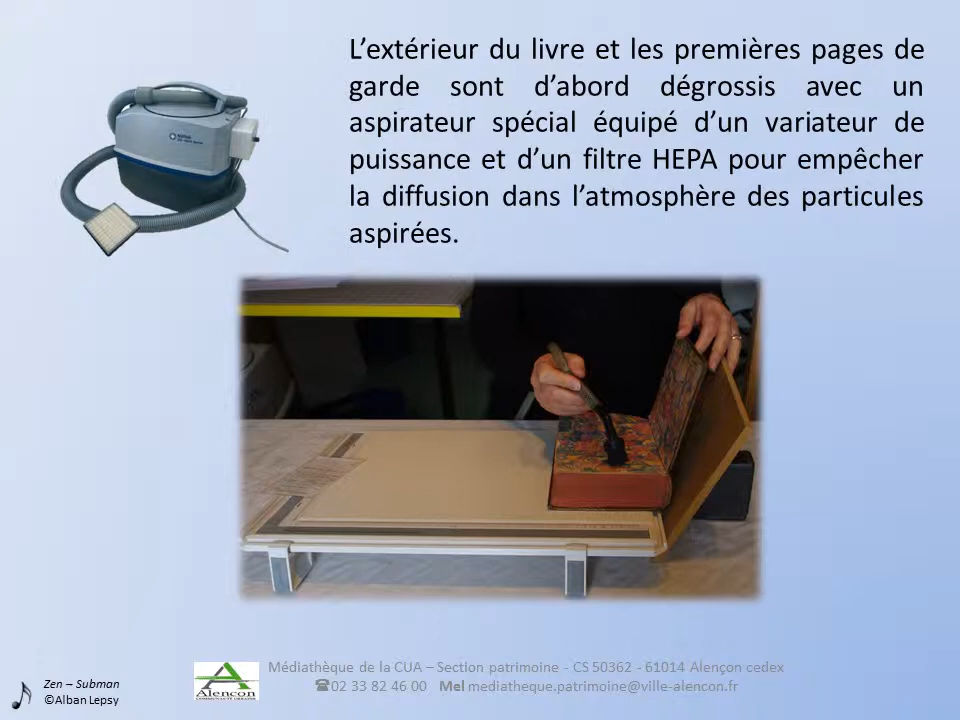 L’extérieur du livre et les premières pages de
garde sont d’abord dégrossis avec un
aspirateur spécial équipé d’un variateur de
puissance et d’un filtre HEPA pour empêcher
la diffusion dans l’atmosphère des particules
aspirées.
Médiathèque de la CUA – Section patrimoine - CS 50362 - 61014 Alençon cedex
☎02 33 82 46 00 Mel mediatheque.patrimoine@ville-alencon.fr
Alençon
Zen – Subman
©Alban Lepsy